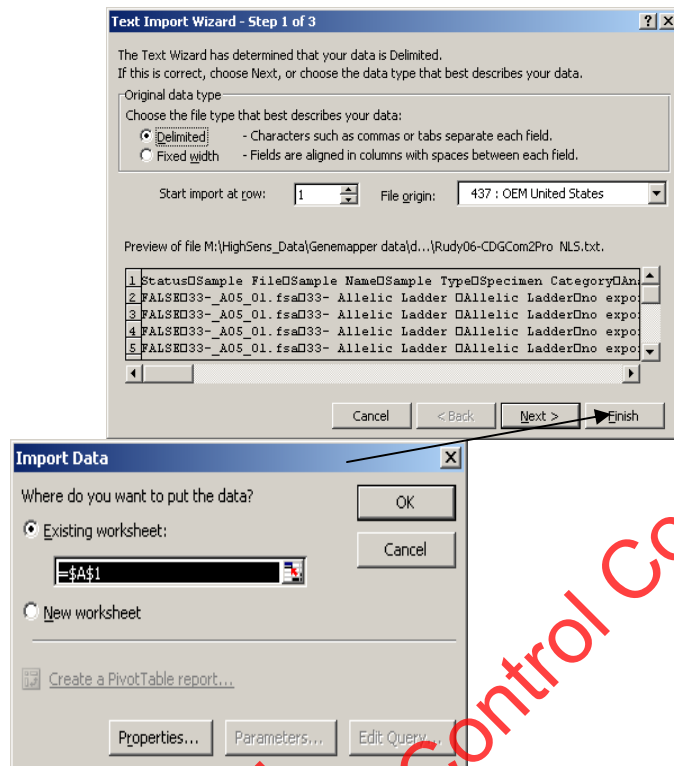 Text Import Wizard - Step 1 of 3
The Text Wizard has determined that your data is Delimited.
If this is correct, choose Next, or choose the data type that best describes your data.
Original data type
Choose the file type that best describes your data:
Delimited - Characters such as commas or tabs separate each field.
Fixed width - Fields are aligned in columns with spaces between each field.
Start import at row: 1 File origin: 437 : OEM United States
Preview of file M:\HighSens_Data\Genemapper data\d...\Rudy06-CDGCom2Pro NLS.txt.
1 Status□Sample File□Sample Name□Sample Type□Specimen Category□An
2 FALSE□33-_A05_01.fsa□33- Allelic Ladder □Allelic Ladder□no expo
3 FALSE□33-_A05_01.fsa□33- Allelic Ladder □Allelic Ladder□no expo
4 FALSE□33-_A05_01.fsa□33- Allelic Ladder □Allelic Ladder□no expo
5 FALSE□33-_A05_01.fsa□33- Allelic Ladder □Allelic Ladder□no expo
Cancel < Back Next > Finish
Import Data
Where do you want to put the data?
OK
Existing worksheet:
Cancel
=$A$1
New worksheet
Create a PivotTable report...
Properties... Parameters... Edit Query...
Control Co